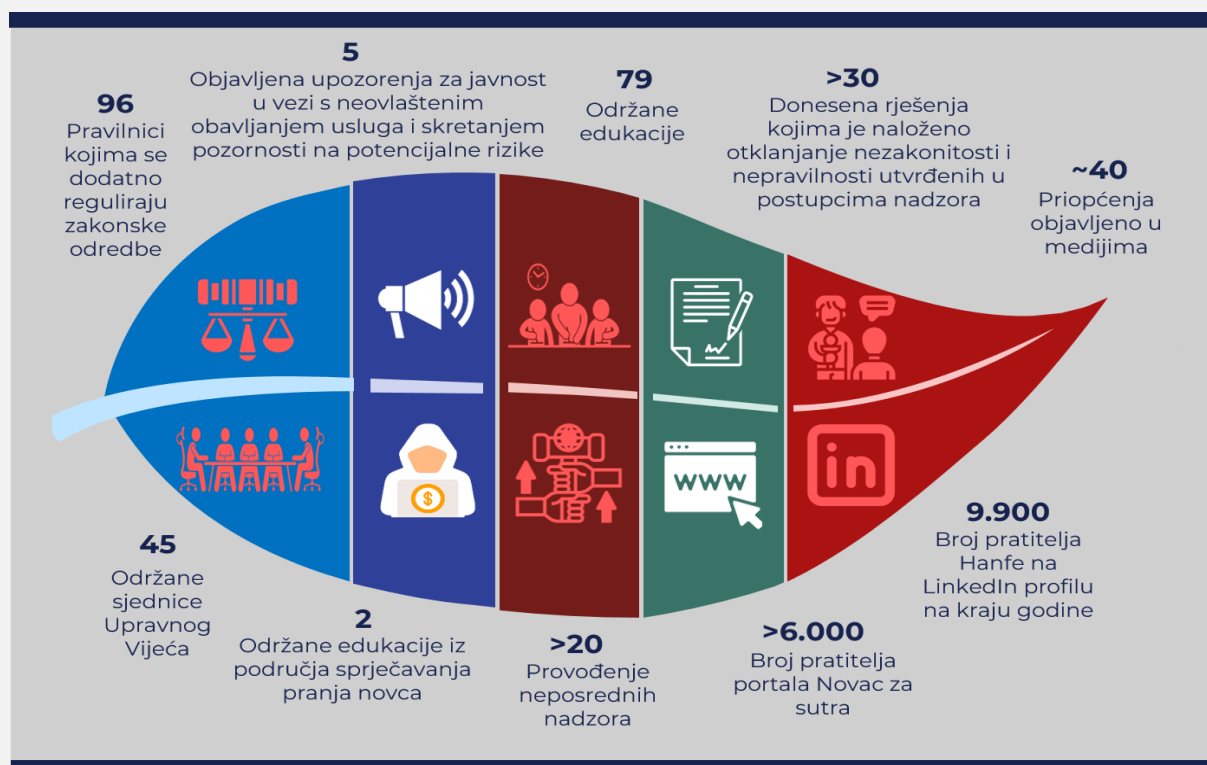 96
Pravilnici
kojima se
dodatno
reguliraju
zakonske
odredbe
5
Objavljena upozorenja za javnost
u vezi s neovlaštenim
obavljanjem usluga i skretanjem
pozornosti na potencijalne rizike
79
Održane
edukacije
>30
Donesena rješenja
kojima je naloženo
otklanjanje nezakonitosti i
nepravilnosti utvrđenih u
postupcima nadzora
~40
Priopćenja
objavljeno u
medijima
$
www
in
45
Održane
sjednice
Upravnog
Vijeća
2
Održane edukacije iz
područja sprječavanja
pranja novca
>20
Provođenje
neposrednih
nadzora
>6.000
Broj pratitelja
portala Novac za
sutra
9.900
Broj pratitelja
Hanfe na
LinkedIn profilu
na kraju godine